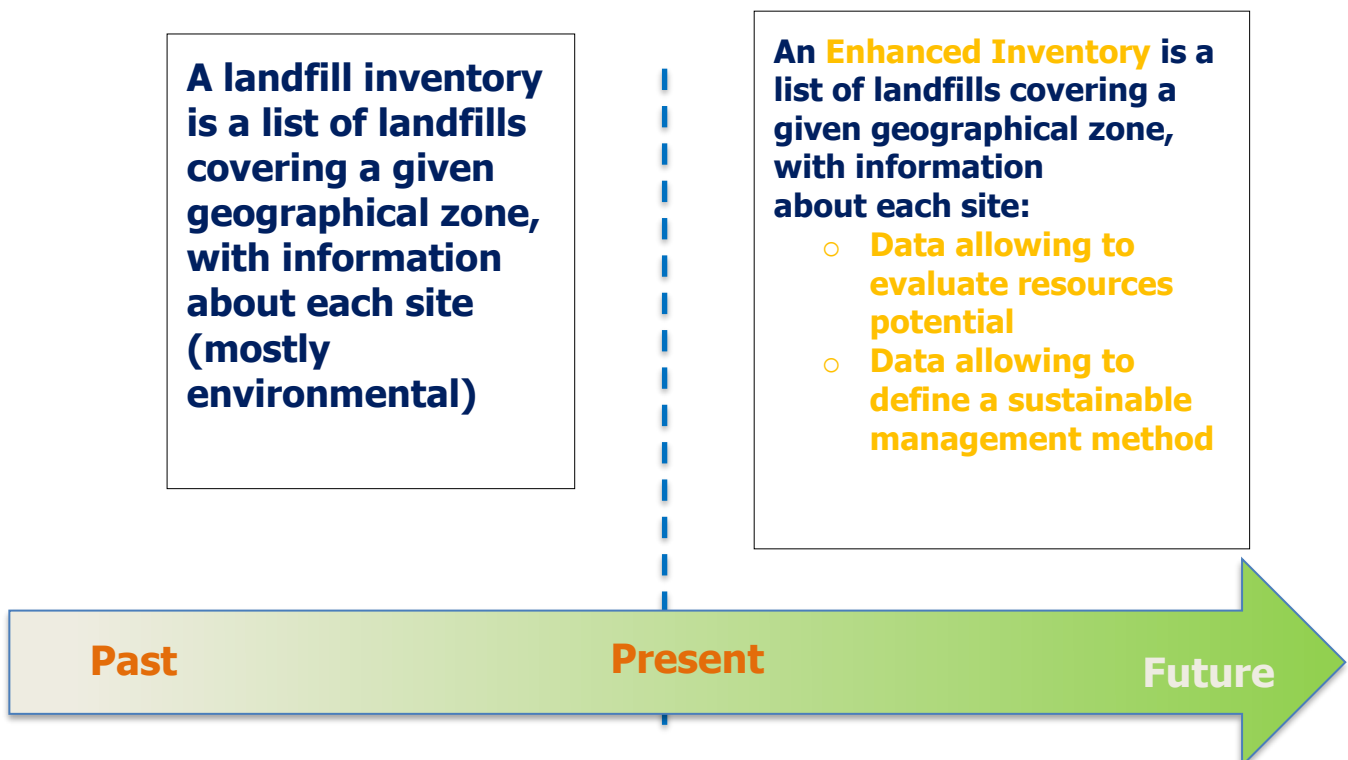 A landfill inventory
is a list of landfills
covering a given
geographical zone,
with information
about each site
(mostly
environmental)
An Enhanced Inventory is a
list of landfills covering a
given geographical zone,
with information
about each site:
○ Data allowing to
evaluate resources
potential
○ Data allowing to
define a sustainable
management method
Past
Present
Future